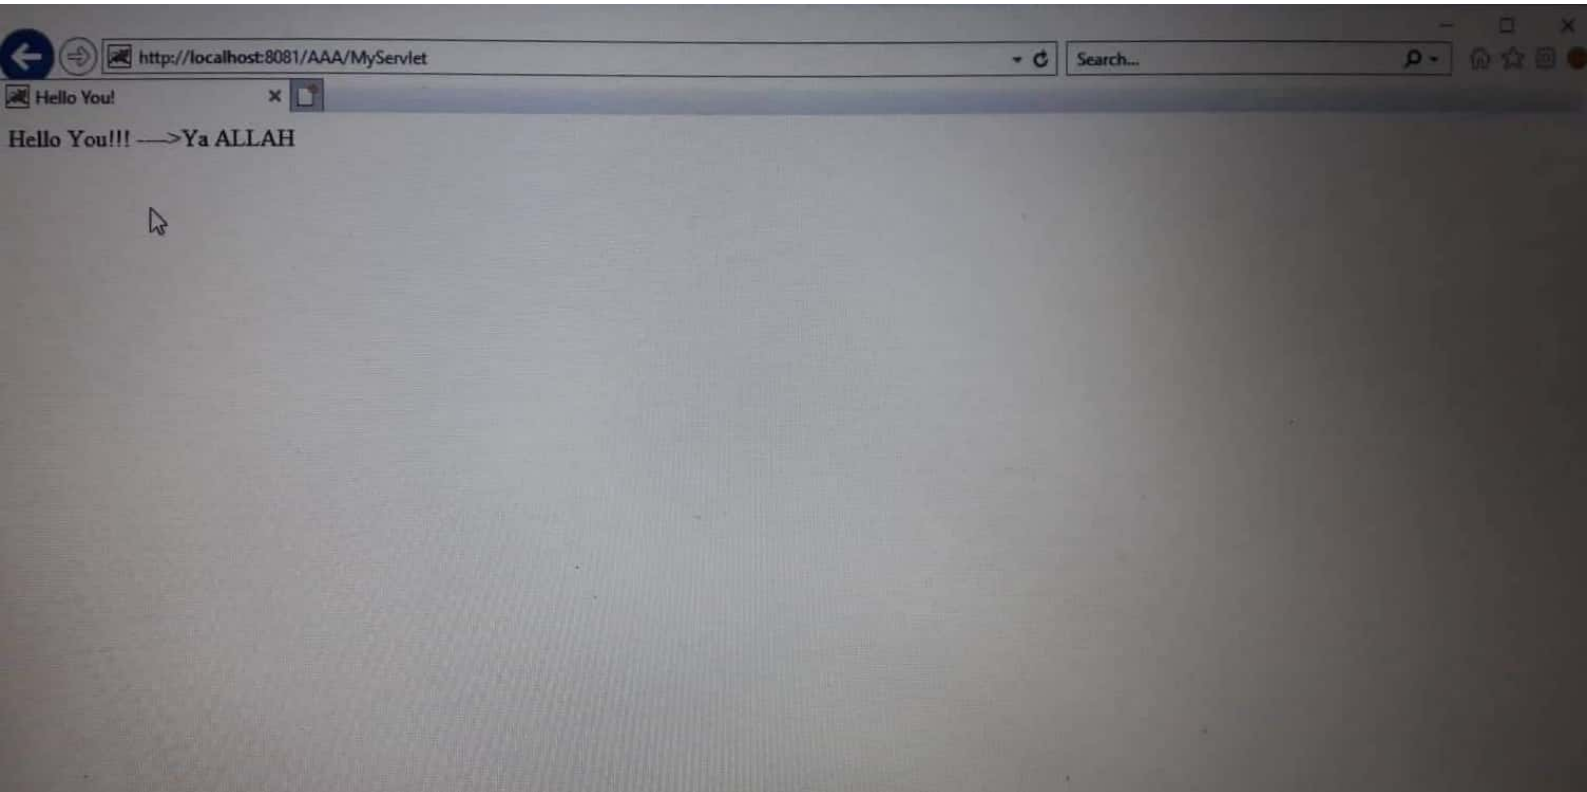 http://localhost:8081/AAA/MyServlet
Search...
Hello You!
Hello You!!! ---->Ya ALLAH